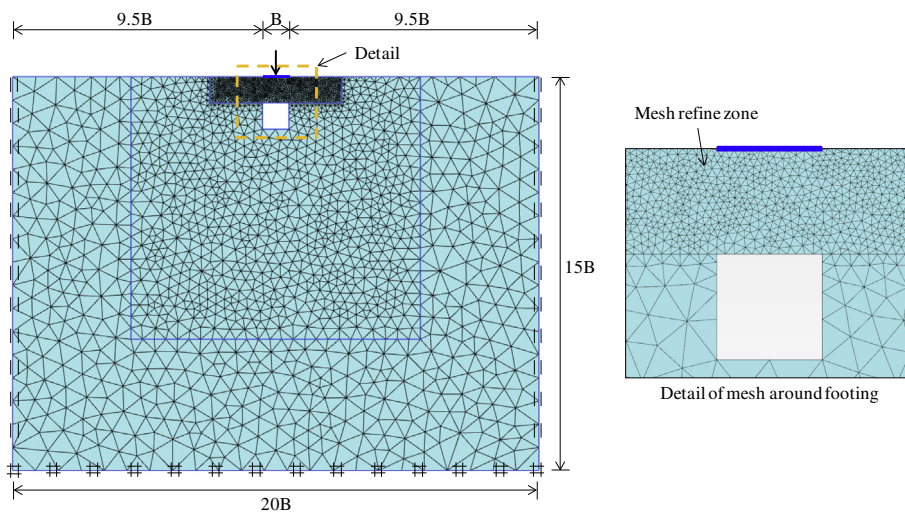 9.5B
B
9.5B
Detail
15B
20B
Mesh refine zone
Detail of mesh around footing